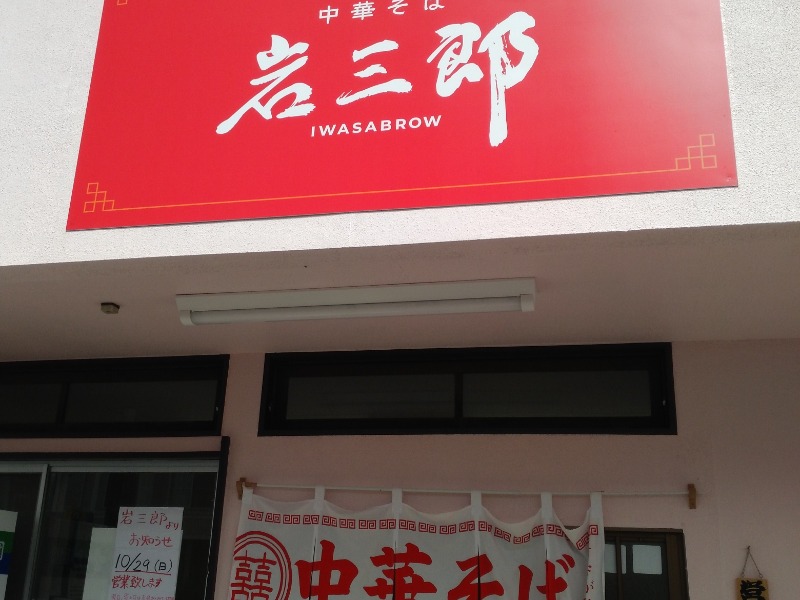 中華そば
岩三郎
IWASABROW
岩三郎より
お知らせ
10/29(日)
営業致します
囍 中華そば
営